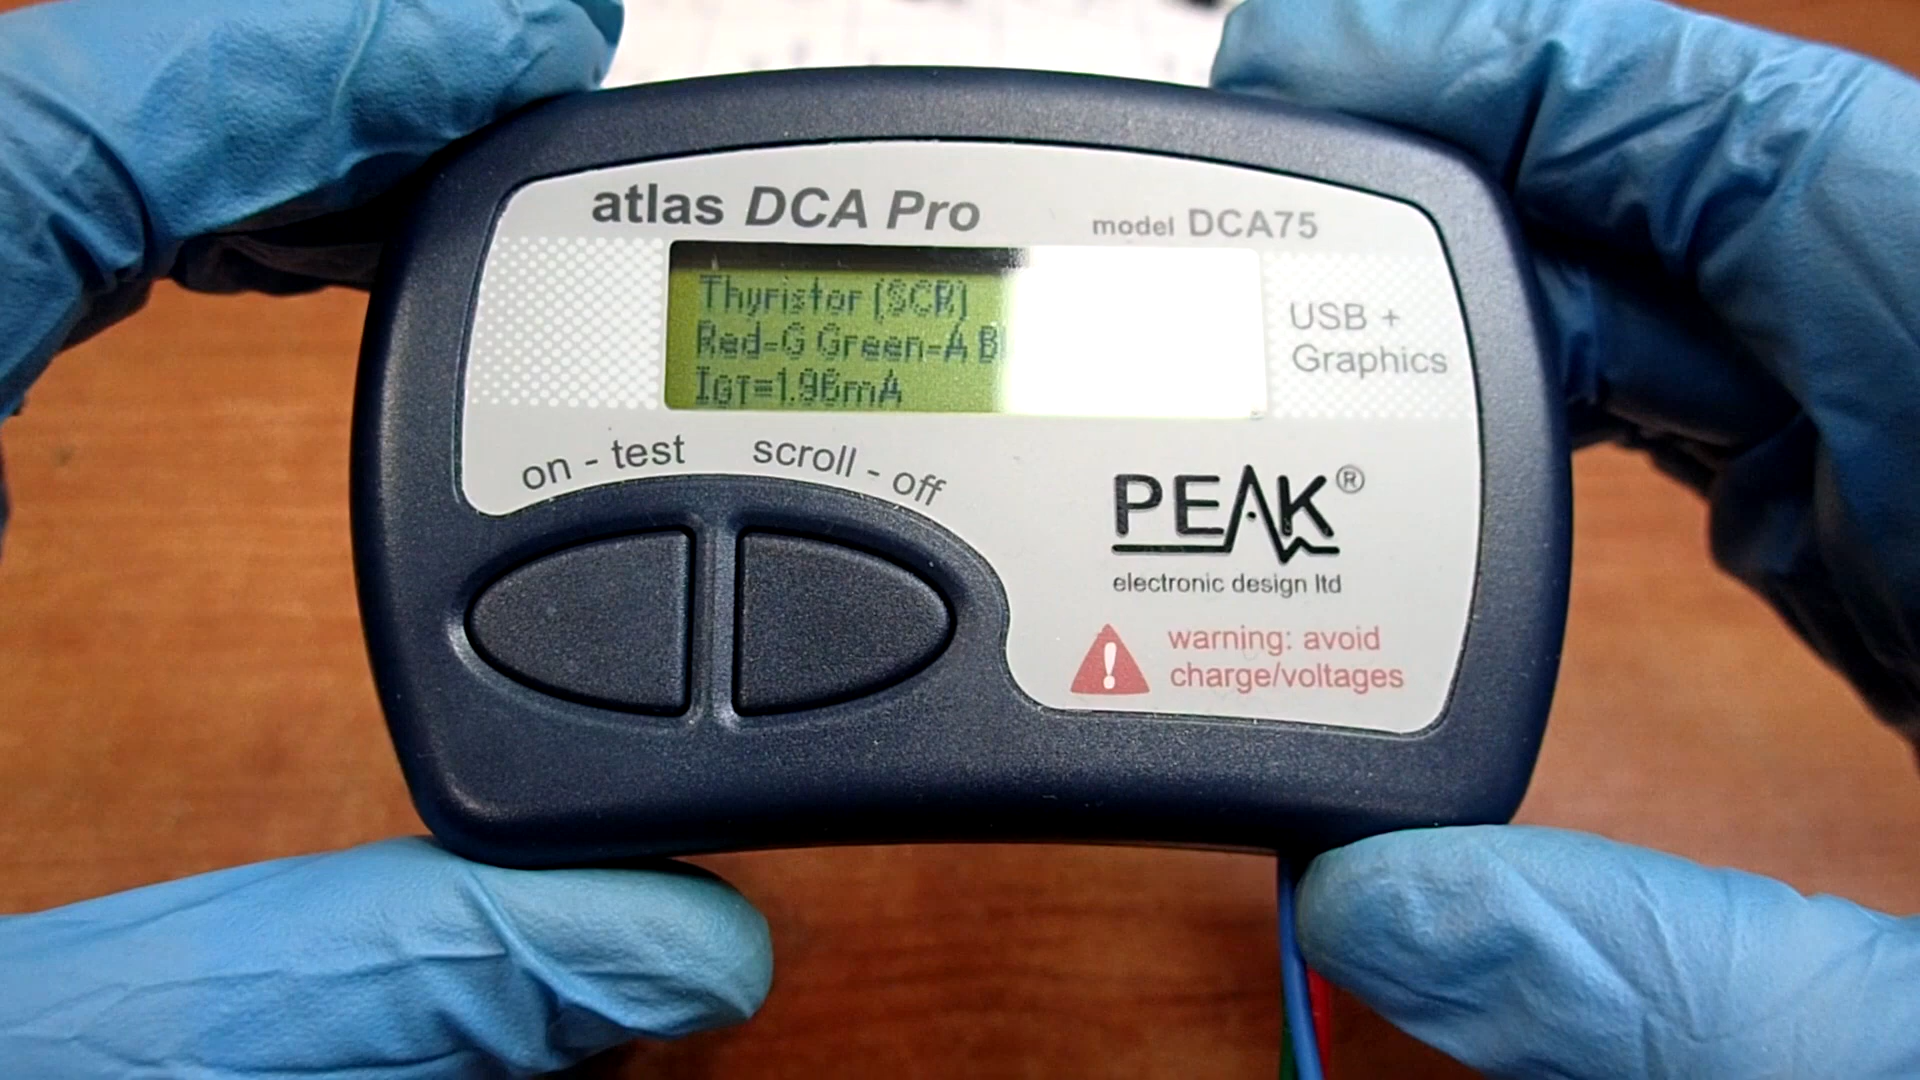 atlas DCA Pro
model DCA75
Thyristor (SCR)
Red-G Green-A
IGT=1.96mA
USB +
Graphics
on - test
scroll - off
PEAK®
electronic design ltd
warning: avoid
charge/voltages